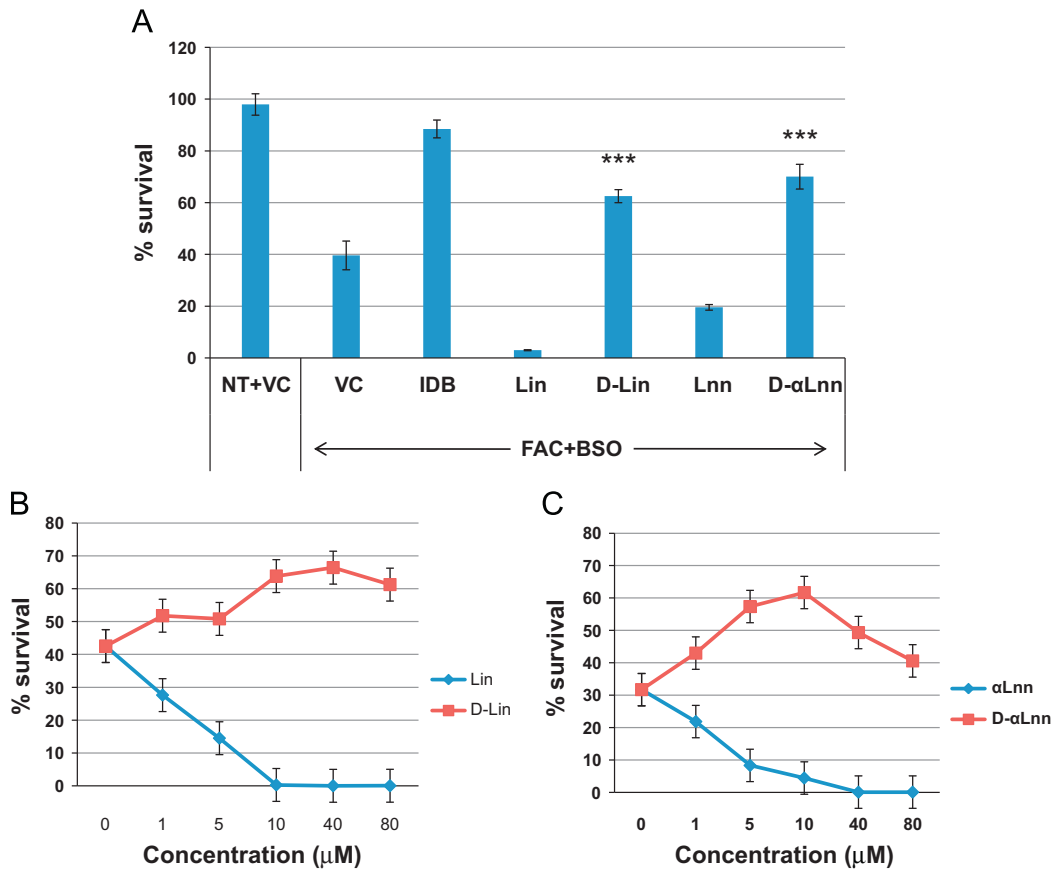 A
120
100
80
60
40
20
0
% survival
***
***
NT+VC VC IDB Lin D-Lin Lnn D-αLnn
FAC+BSO
B
80
70
60
50
40
30
20
10
0
% survival
0 1 5 10 40 80
Concentration (μM)
Lin
D-Lin
C
80
70
60
50
40
30
20
10
0
% survival
0 1 5 10 40 80
Concentration (μM)
αLnn
D-αLnn